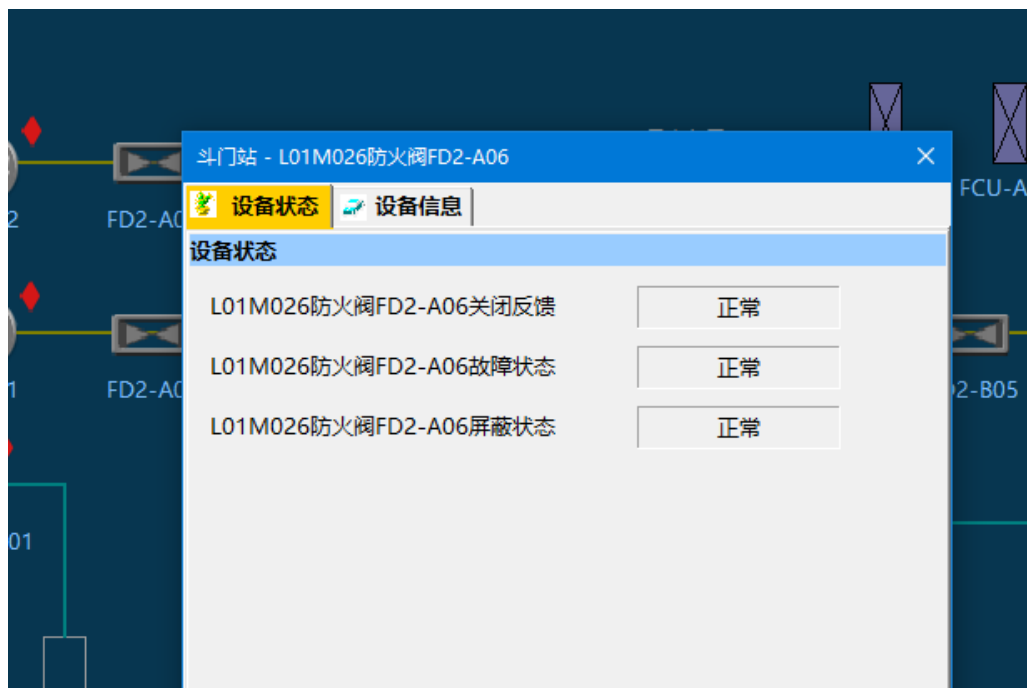 斗门站 - L01M026防火阀FD2-A06
FCU-A
设备状态 设备信息
2
FD2-A0
设备状态
L01M026防火阀FD2-A06关闭反馈 正常
L01M026防火阀FD2-A06故障状态 正常
1
FD2-A0
2-B05
L01M026防火阀FD2-A06屏蔽状态 正常
01